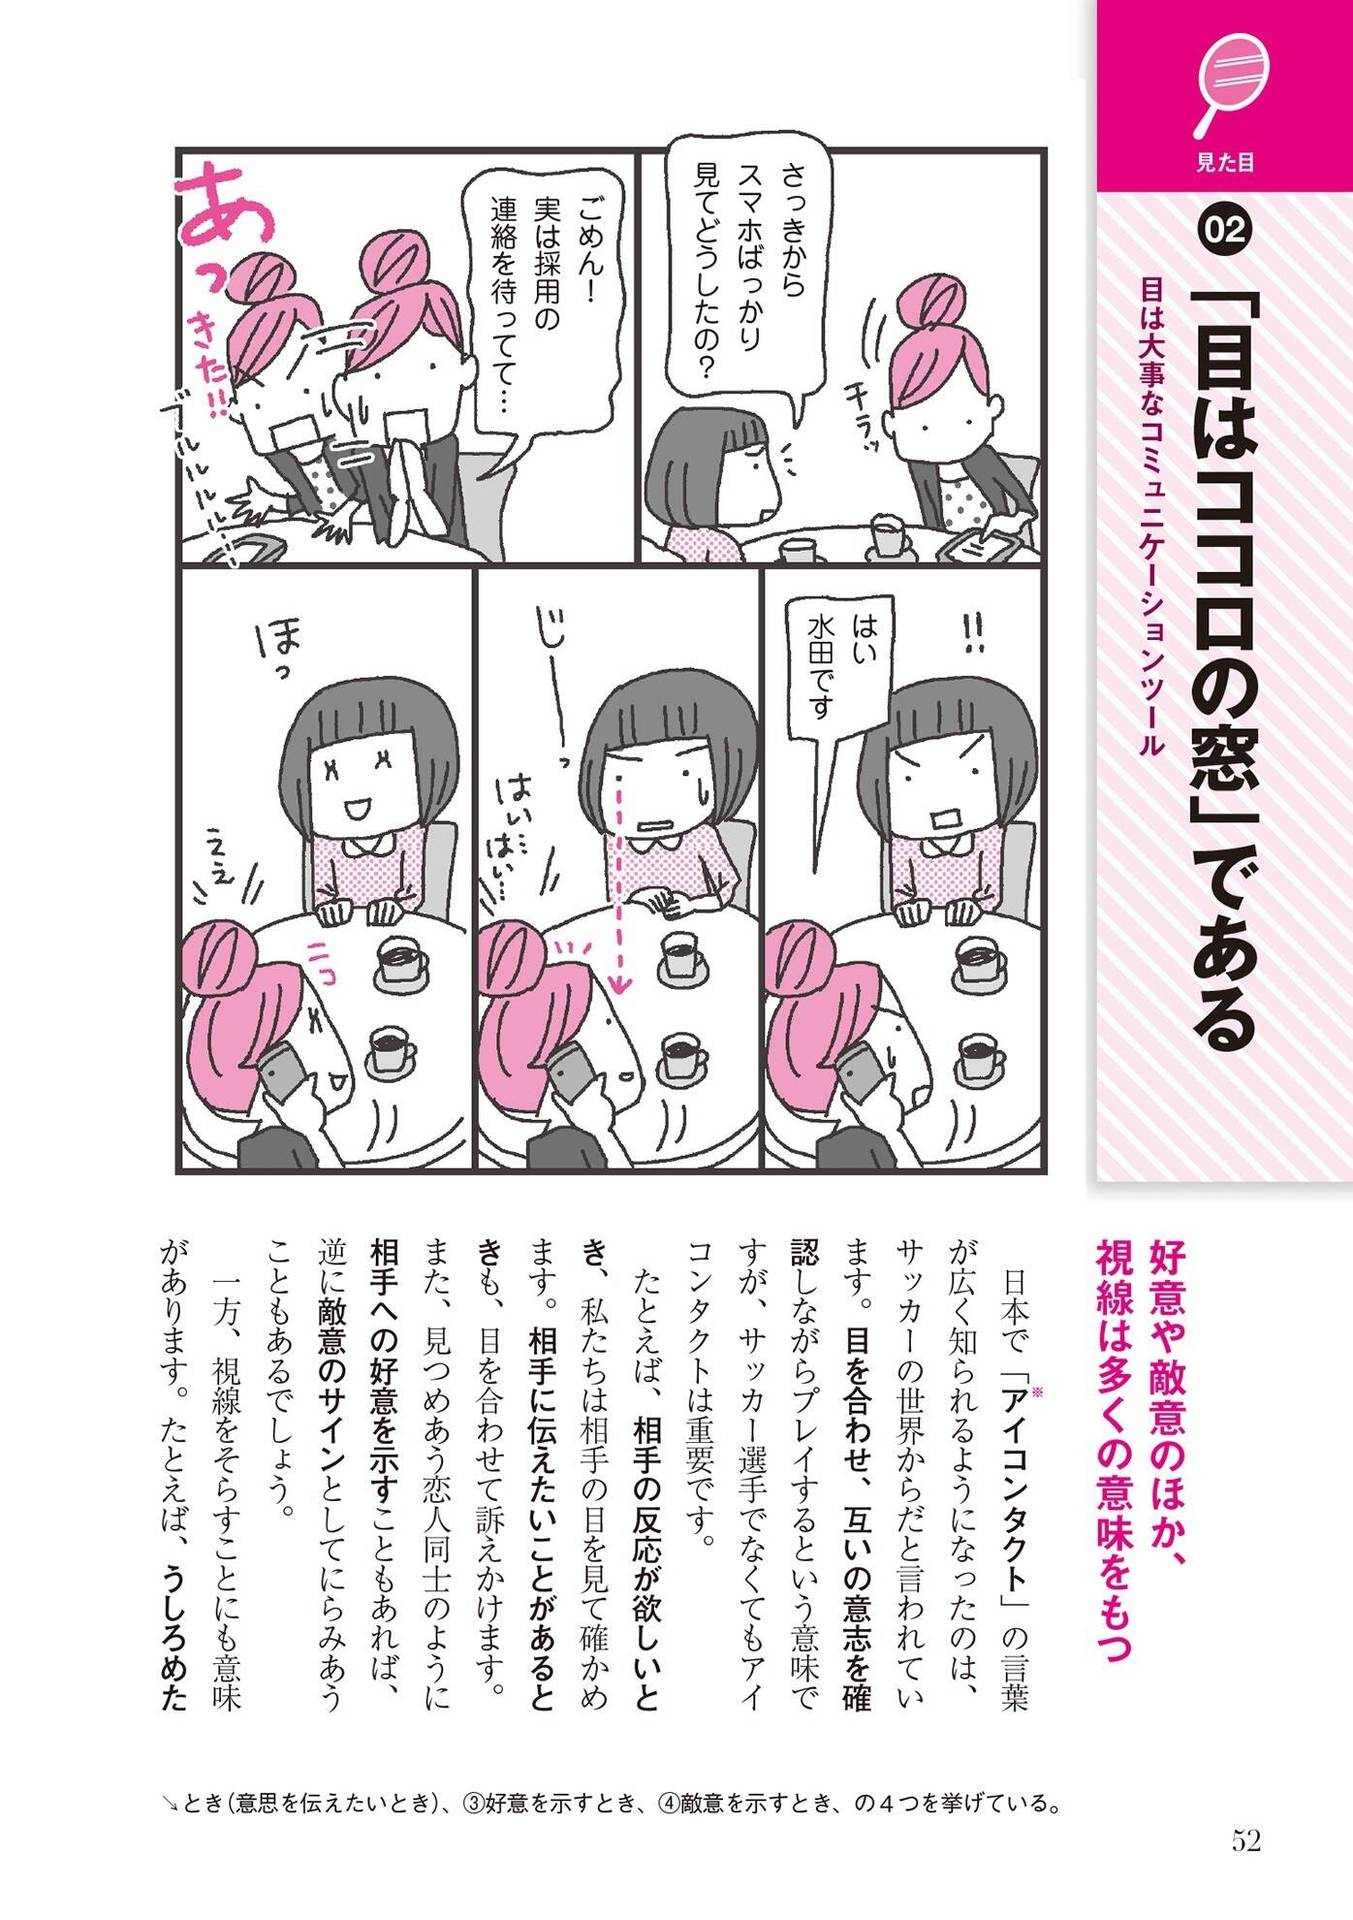 見た目
02
「目はココロの窓」である
目は大事なコミュニケーションツール
さっきから
スマホばっかり
見てどうしたの？
チラッ
ごめん！
実は採用の
連絡を待ってて…
あっきた!!
ブルルルルル
!!
はい
水田です
じーっ
はい…
はい…
ほっ
ええ
ニコ
好意や敵意のほか、
視線は多くの意味をもつ
日本で「アイコンタクト※」の言葉
が広く知られるようになったのは、
サッカーの世界からだと言われてい
ます。目を合わせ、互いの意志を確
認しながらプレイするという意味で
すが、サッカー選手でなくてもアイ
コンタクトは重要です。
たとえば、相手の反応が欲しいと
き、私たちは相手の目を見て確かめ
ます。相手に伝えたいことがあると
きも、目を合わせて訴えかけます。
また、見つめあう恋人同士のように
相手への好意を示すこともあれば、
逆に敵意のサインとしてにらみあう
こともあるでしょう。
一方、視線をそらすことにも意味
があります。たとえば、うしろめた
↘とき（意思を伝えたいとき）、③好意を示すとき、④敵意を示すとき、の４つを挙げている。
52